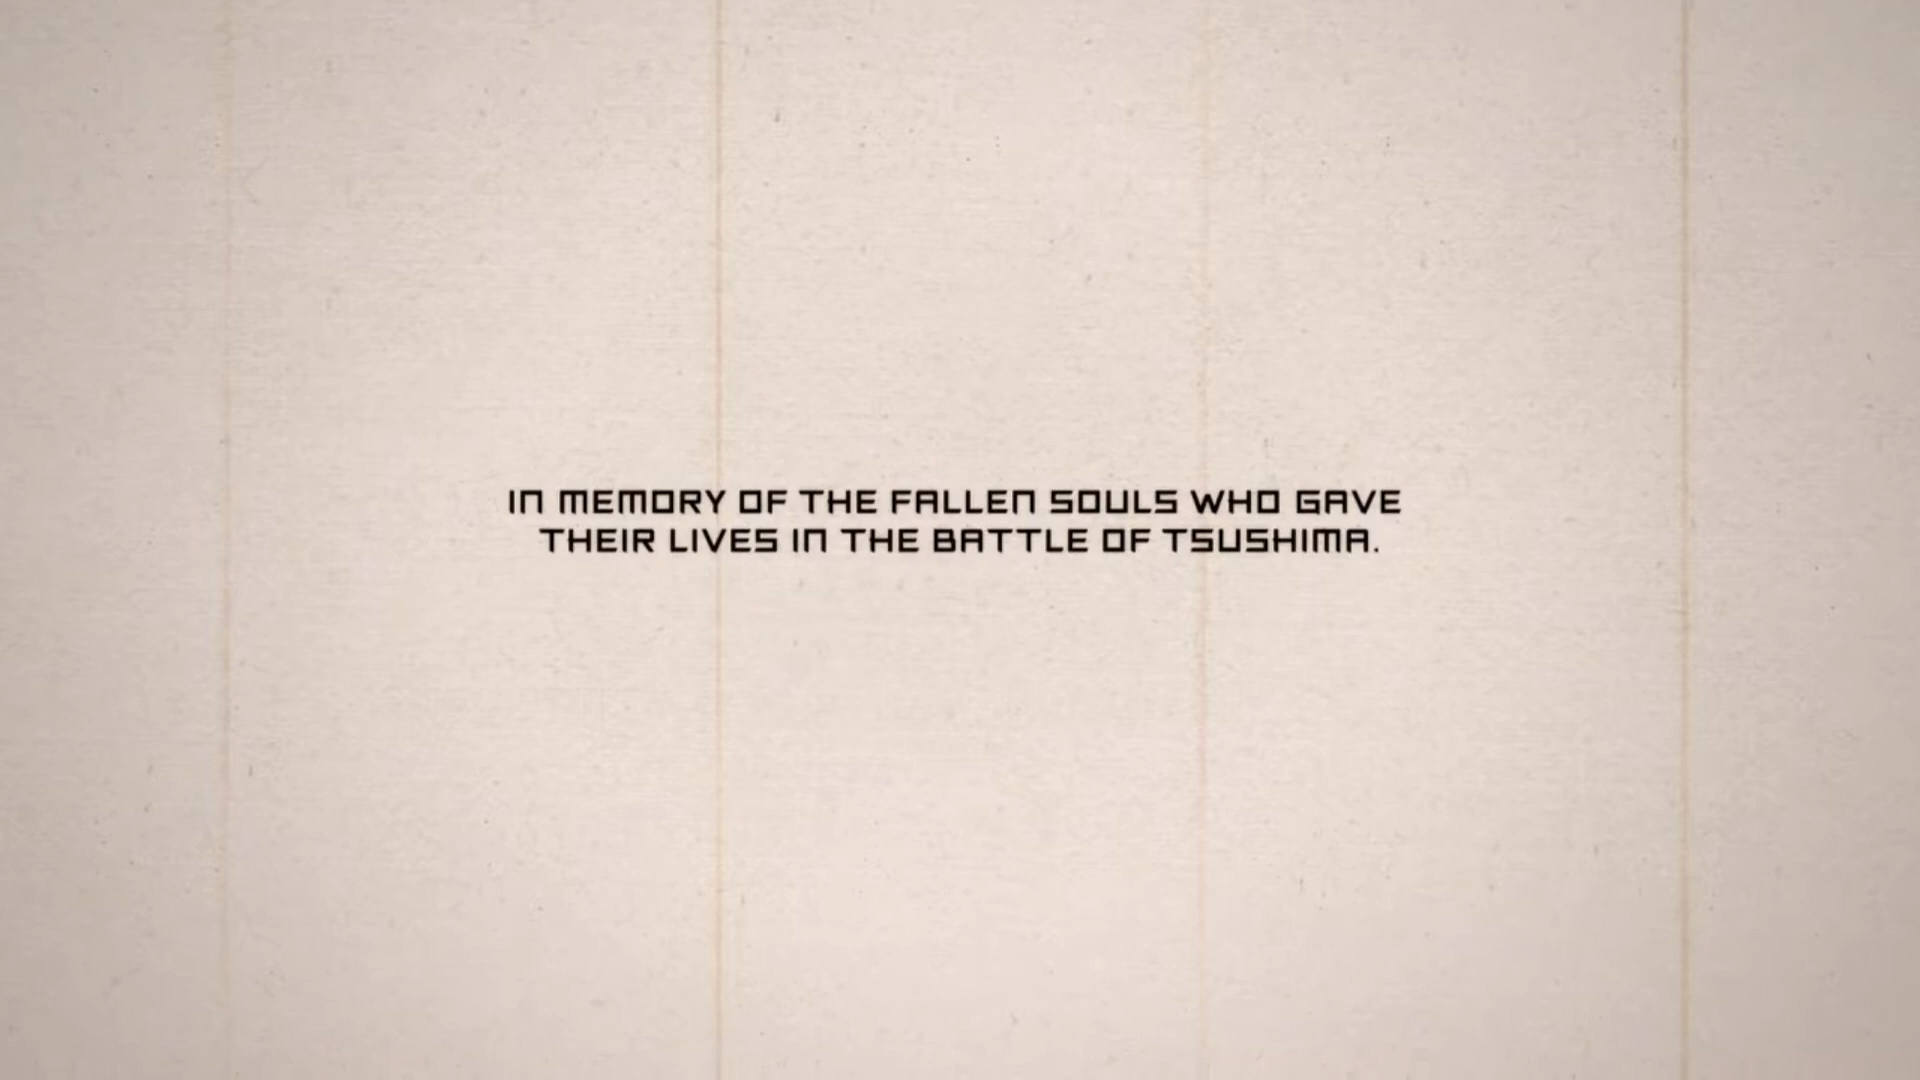 IN MEMORY OF THE FALLEN SOULS WHO GAVE
THEIR LIVES IN THE BATTLE OF TSUSHIMA.